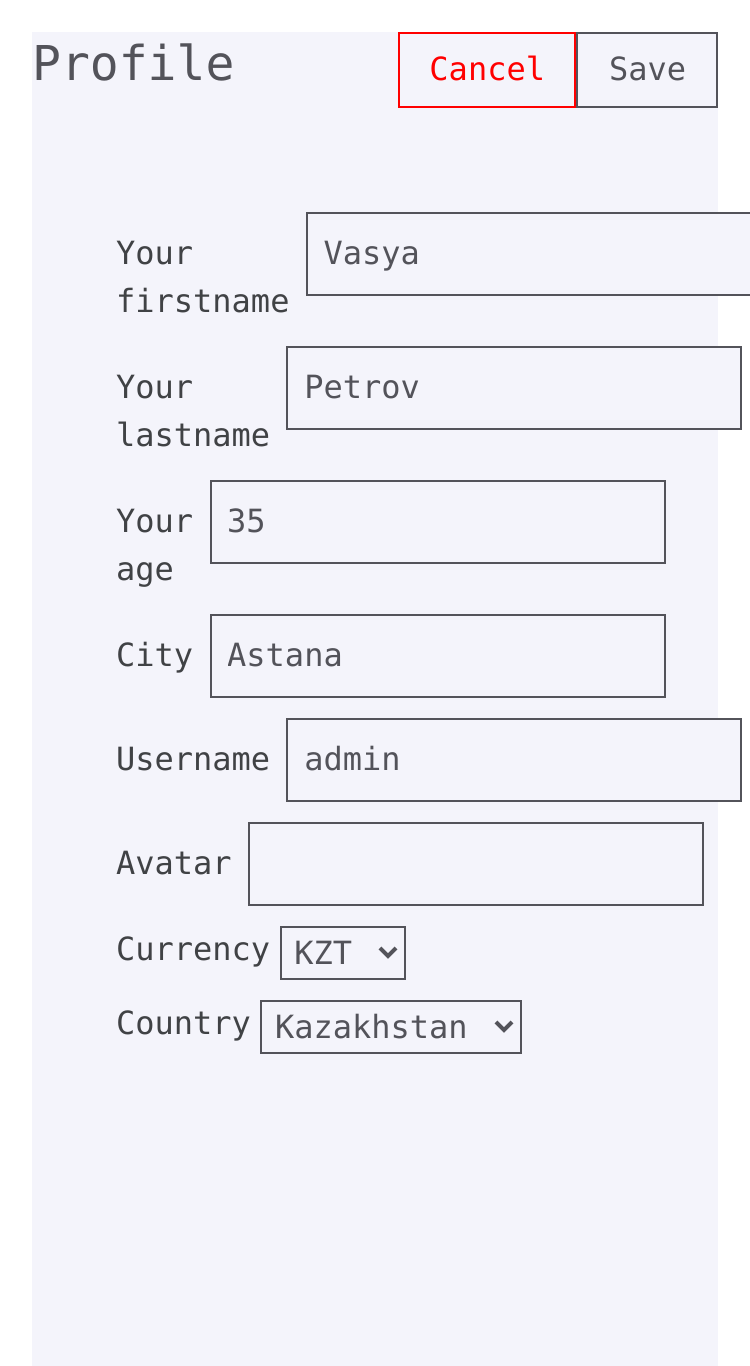 Profile Cancel Save
Your firstname Vasya
Your lastname Petrov
Your age 35
City Astana
Username admin
Avatar
Currency KZT
Country Kazakhstan